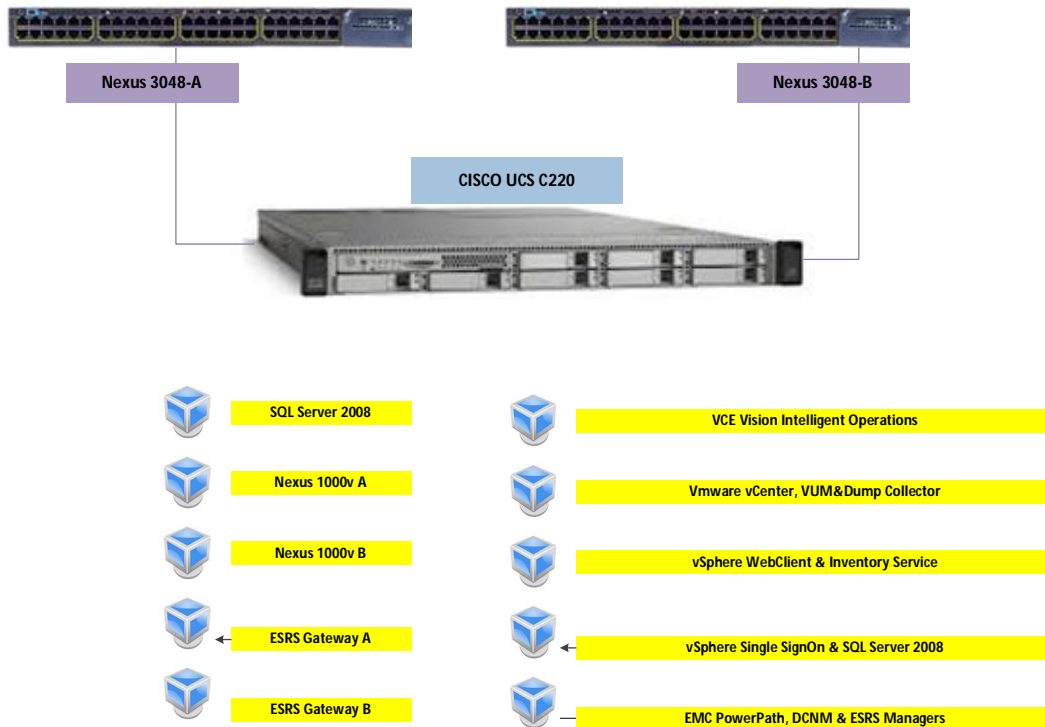 Nexus 3048-A
Nexus 3048-B
CISCO UCS C220
SQL Server 2008
Nexus 1000v A
Nexus 1000v B
ESRS Gateway A
ESRS Gateway B
VCE Vision Intelligent Operations
Vmware vCenter, VUM&Dump Collector
vSphere WebClient & Inventory Service
vSphere Single SignOn & SQL Server 2008
EMC PowerPath, DCNM & ESRS Managers